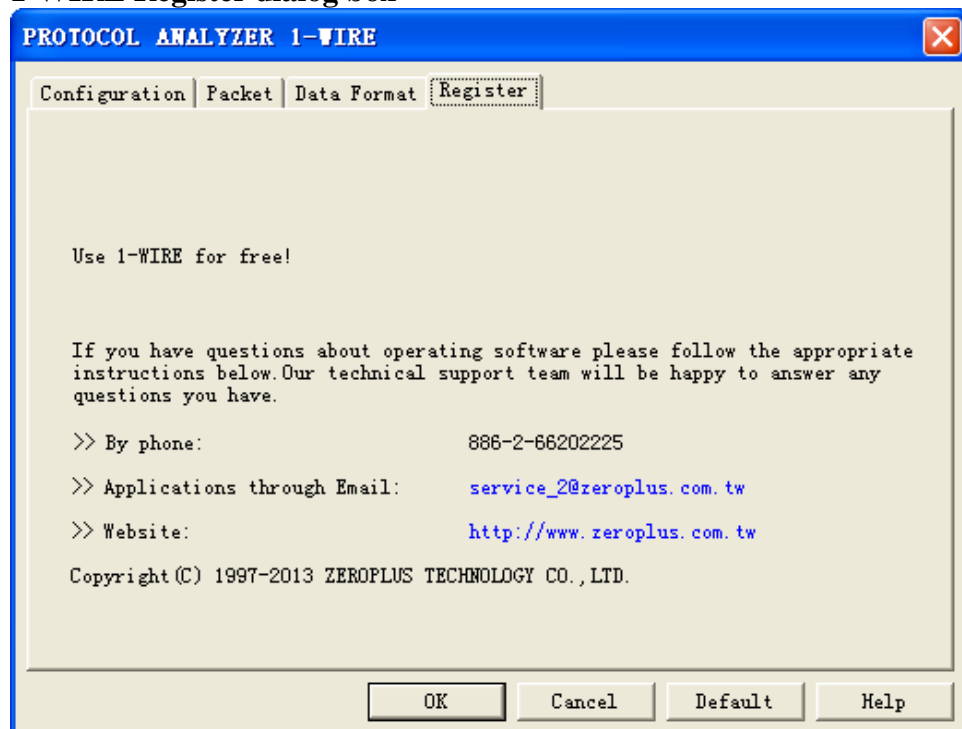 PROTOCOL ANALYZER 1-WIRE
Configuration Packet Data Format Register
Use 1-WIRE for free!
If you have questions about operating software please follow the appropriate
instructions below.Our technical support team will be happy to answer any
questions you have.
>> By phone: 886-2-66202225
>> Applications through Email: service_2@zeroplus.com.tw
>> Website: http://www.zeroplus.com.tw
Copyright(C) 1997-2013 ZEROPLUS TECHNOLOGY CO.,LTD.
OK Cancel Default Help